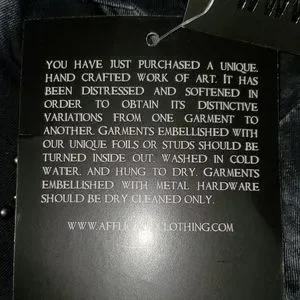 YOU HAVE JUST PURCHASED A UNIQUE,
HAND CRAFTED WORK OF ART. IT HAS
BEEN DISTRESSED AND SOFTENED IN
ORDER TO OBTAIN ITS DISTINCTIVE
VARIATIONS FROM ONE GARMENT TO
ANOTHER. GARMENTS EMBELLISHED WITH
OUR UNIQUE FOILS OR STUDS SHOULD BE
TURNED INSIDE OUT, WASHED IN COLD
WATER, AND HUNG TO DRY. GARMENTS
EMBELLISHED WITH METAL HARDWARE
SHOULD BE DRY CLEANED ONLY.